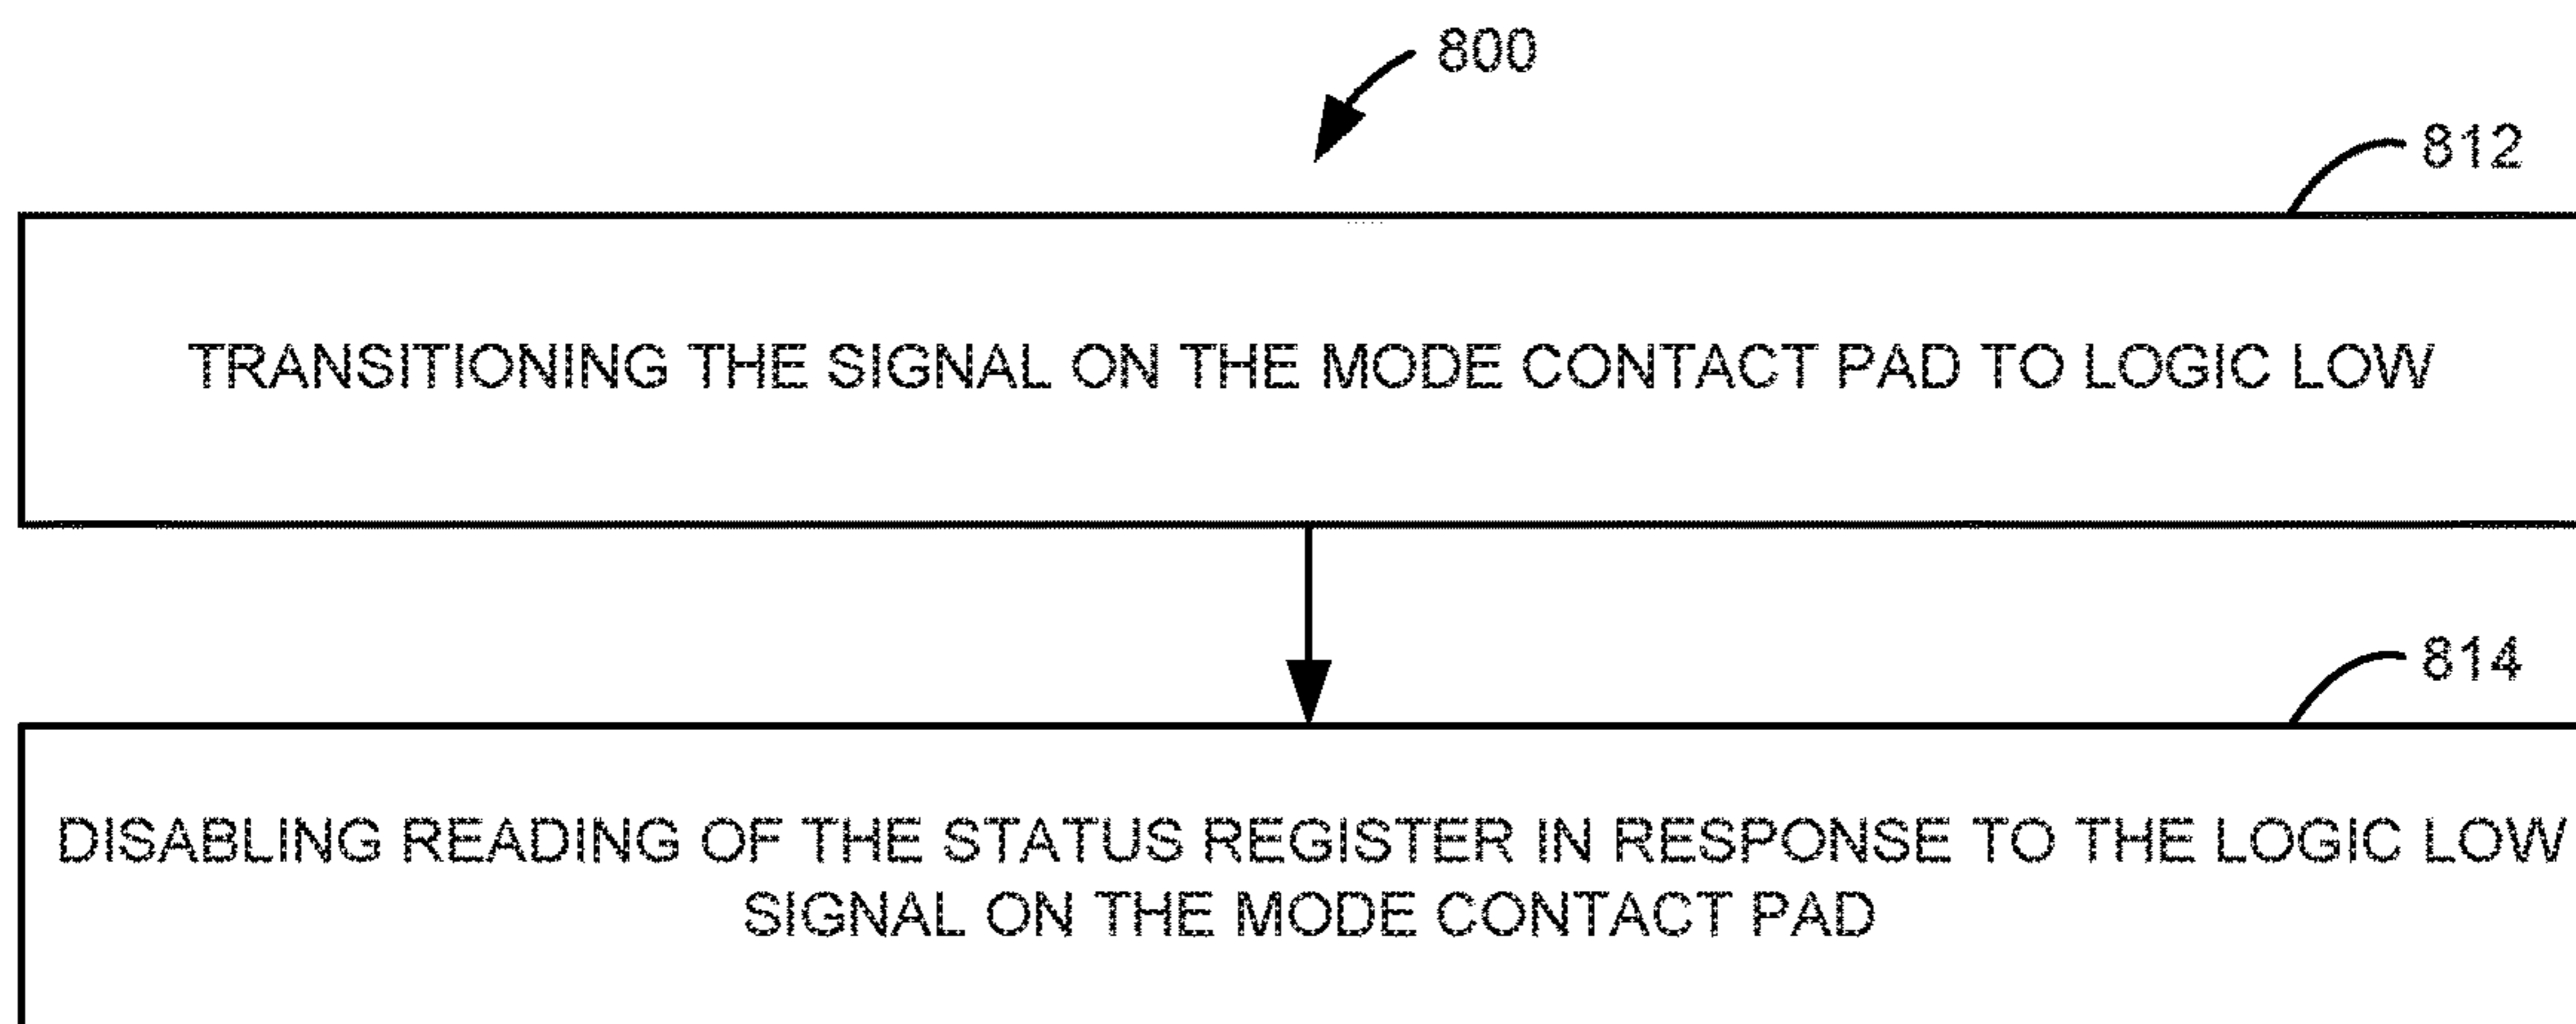 800
812
TRANSITIONING THE SIGNAL ON THE MODE CONTACT PAD TO LOGIC LOW
814
DISABLING READING OF THE STATUS REGISTER IN RESPONSE TO THE LOGIC LOW
SIGNAL ON THE MODE CONTACT PAD